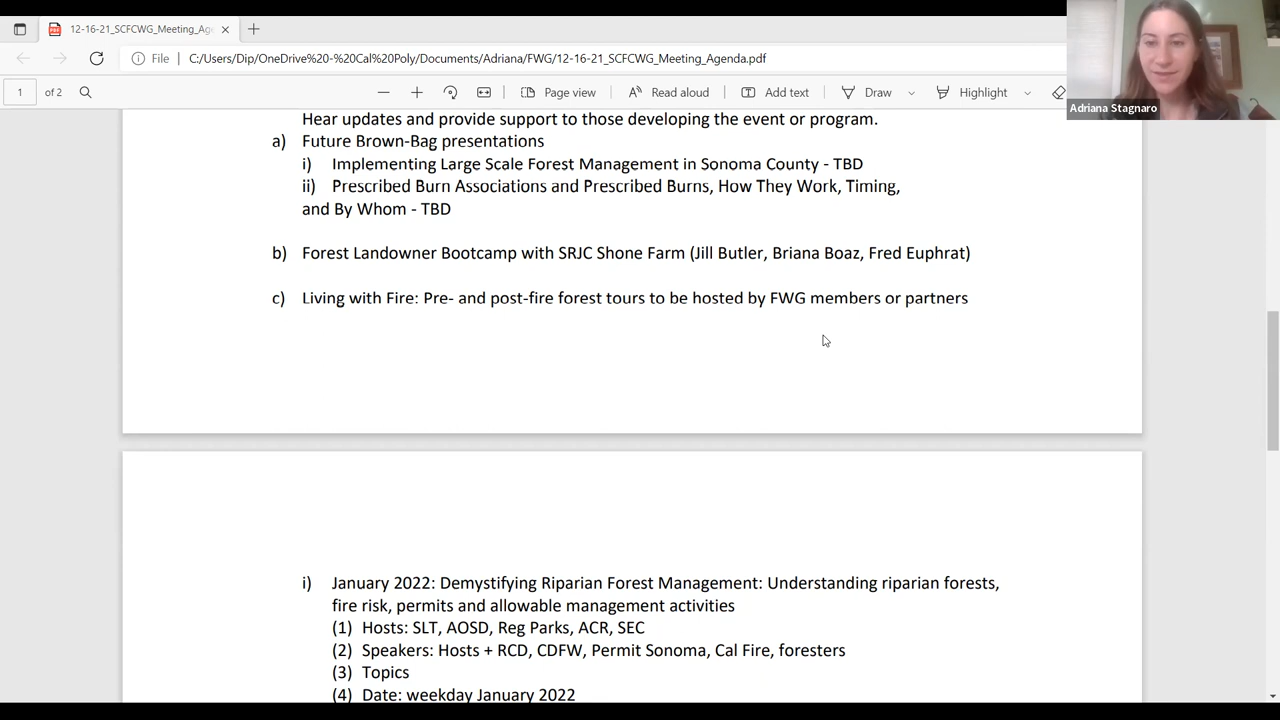 12-16-21_SCFCWG_Meeting_Age
File C:/Users/Dip/OneDrive%20-%20Cal%20Poly/Documents/Adriana/FWG/12-16-21_SCFCWG_Meeting_Agenda.pdf
1 of 2 Page view Read aloud Add text Draw Highlight
Adriana Stagnaro
Hear updates and provide support to those developing the event or program.
a) Future Brown-Bag presentations
i) Implementing Large Scale Forest Management in Sonoma County - TBD
ii) Prescribed Burn Associations and Prescribed Burns, How They Work, Timing,
and By Whom - TBD
b) Forest Landowner Bootcamp with SRJC Shone Farm (Jill Butler, Briana Boaz, Fred Euphrat)
c) Living with Fire: Pre- and post-fire forest tours to be hosted by FWG members or partners
i) January 2022: Demystifying Riparian Forest Management: Understanding riparian forests,
fire risk, permits and allowable management activities
(1) Hosts: SLT, AOSD, Reg Parks, ACR, SEC
(2) Speakers: Hosts + RCD, CDFW, Permit Sonoma, Cal Fire, foresters
(3) Topics
(4) Date: weekday January 2022